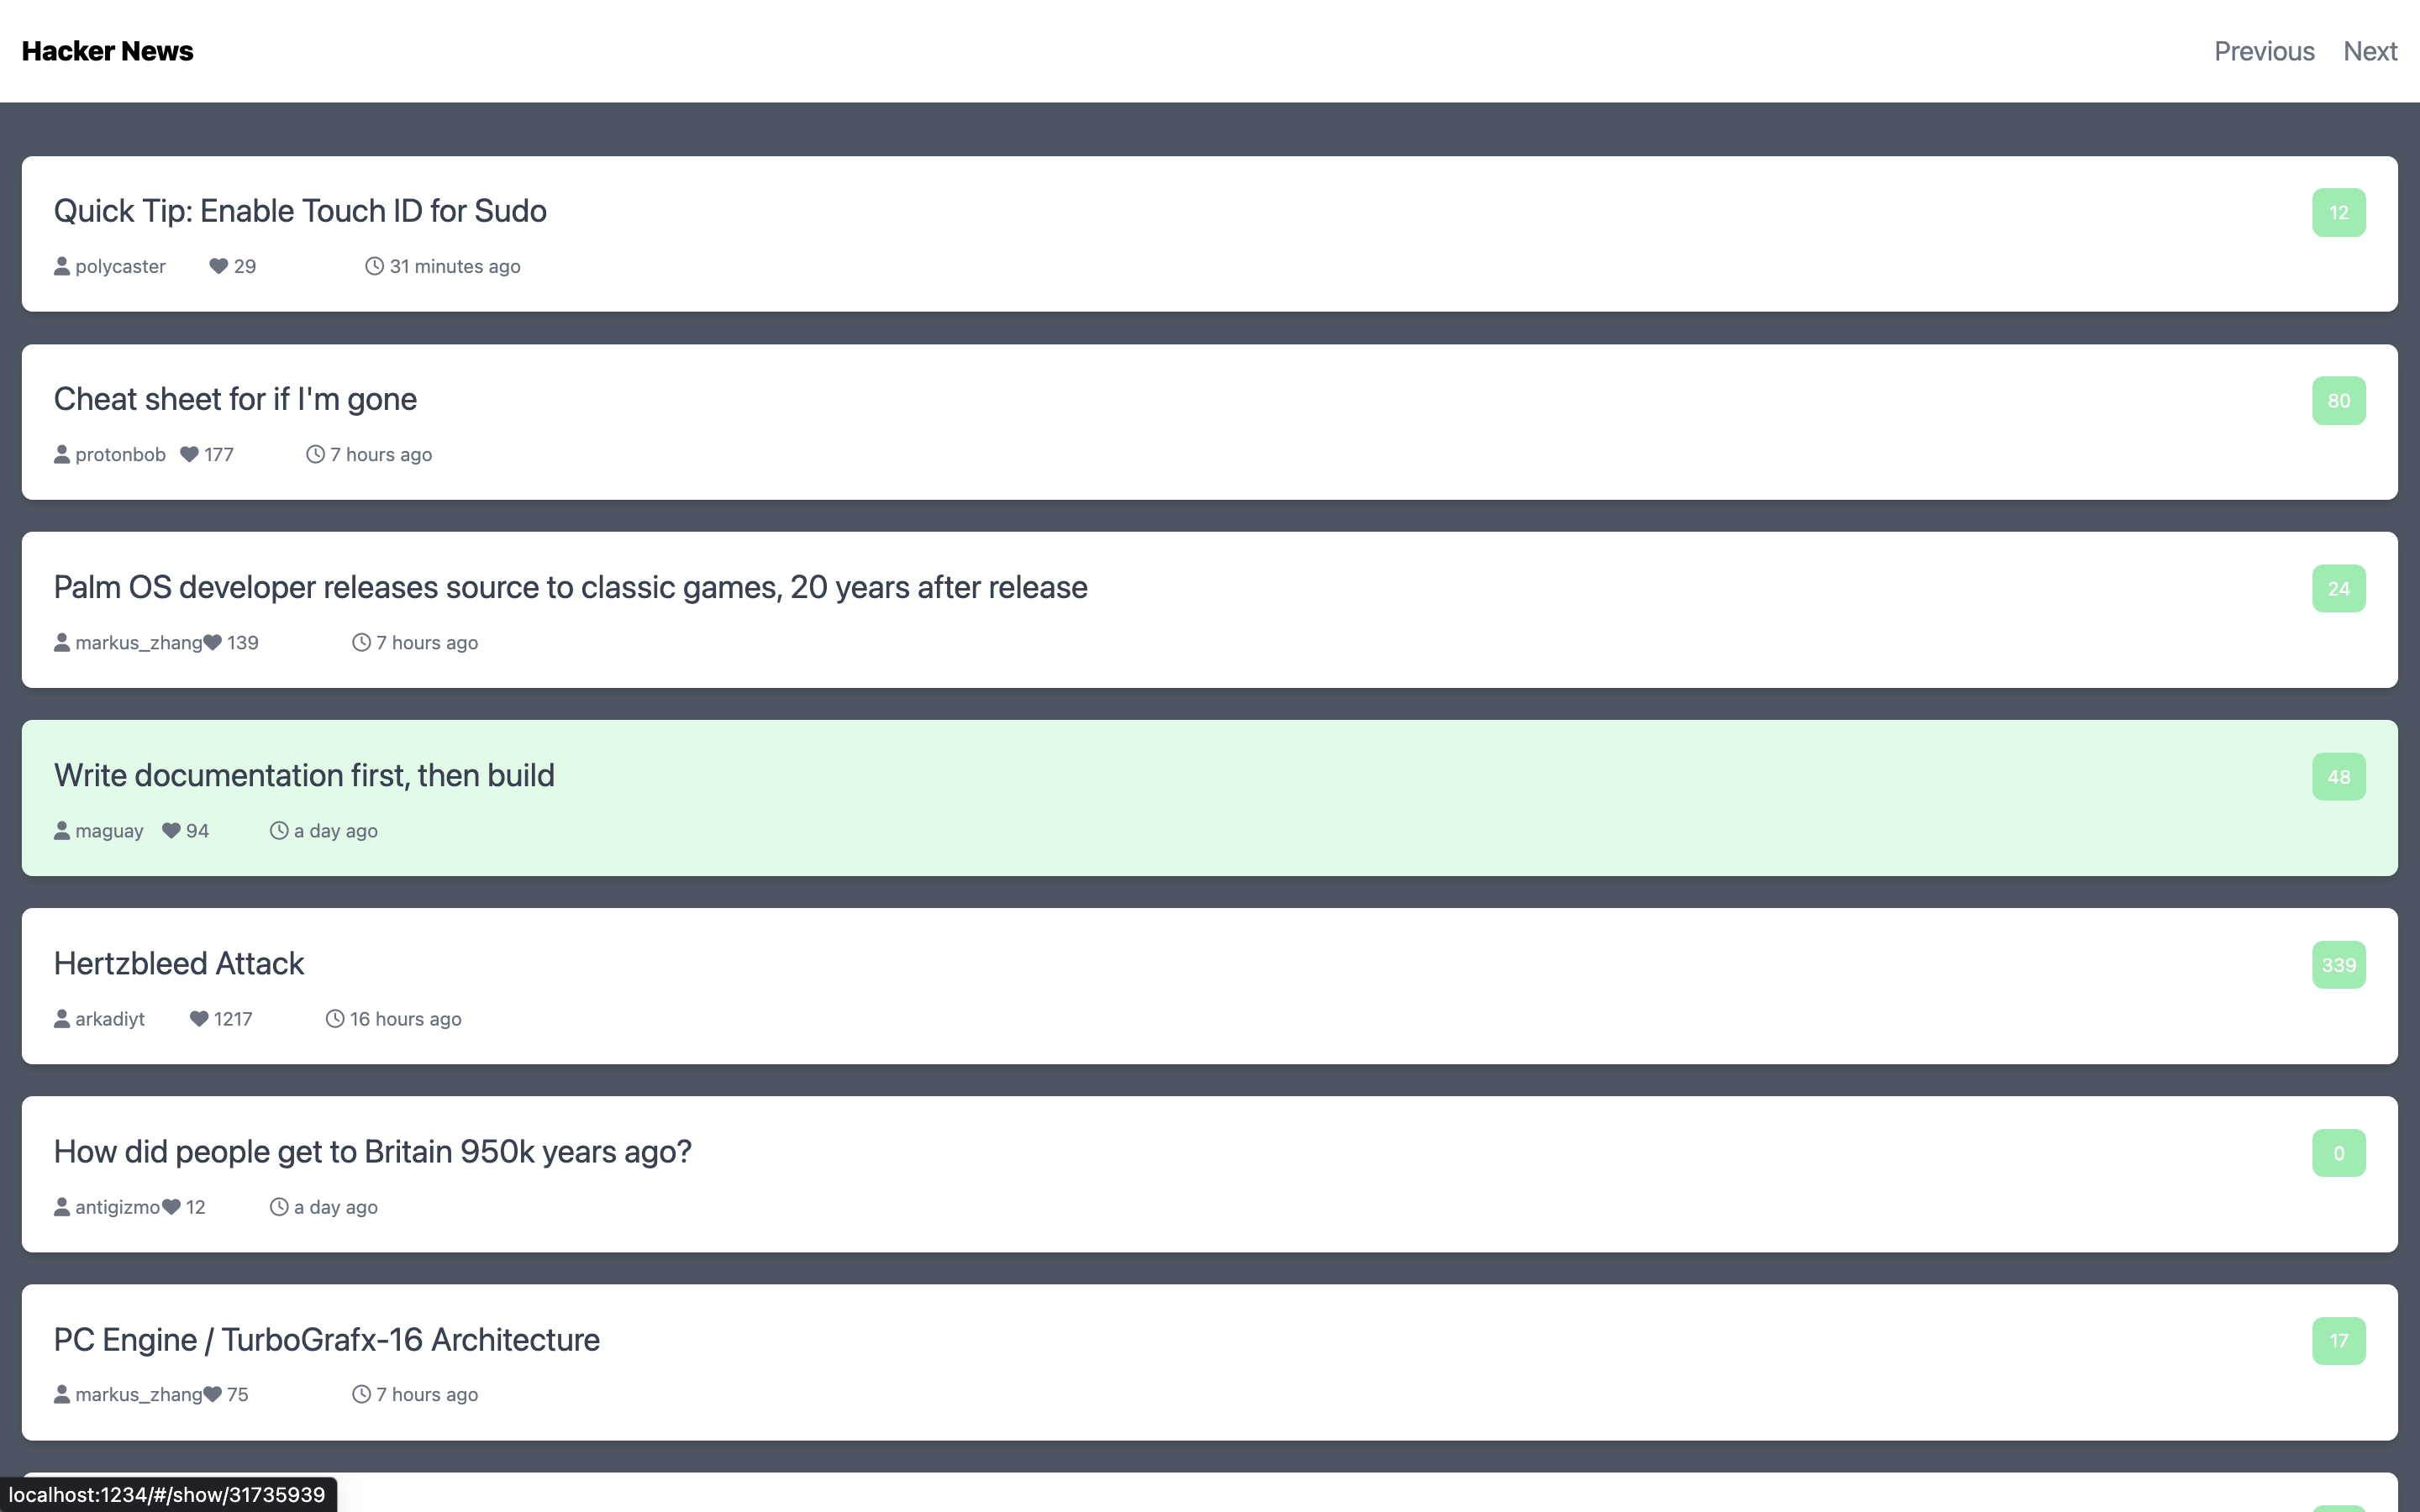 Hacker News Previous Next
Quick Tip: Enable Touch ID for Sudo 12
polycaster 29 31 minutes ago
Cheat sheet for if I'm gone 80
protonbob 177 7 hours ago
Palm OS developer releases source to classic games, 20 years after release 24
markus_zhang 139 7 hours ago
Write documentation first, then build 48
maguay 94 a day ago
Hertzbleed Attack 339
arkadiyt 1217 16 hours ago
How did people get to Britain 950k years ago? 0
antigizmo 12 a day ago
PC Engine / TurboGrafx-16 Architecture 17
markus_zhang 75 7 hours ago
localhost:1234/#/show/31735939